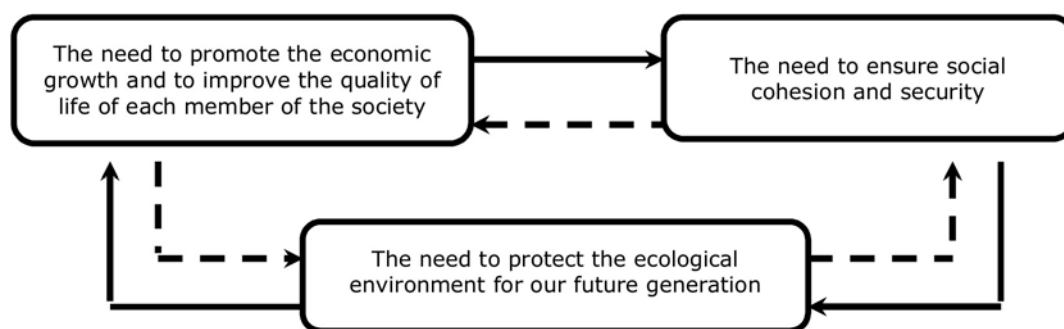 The need to promote the economic
growth and to improve the quality of
life of each member of the society
The need to ensure social
cohesion and security
The need to protect the ecological
environment for our future generation